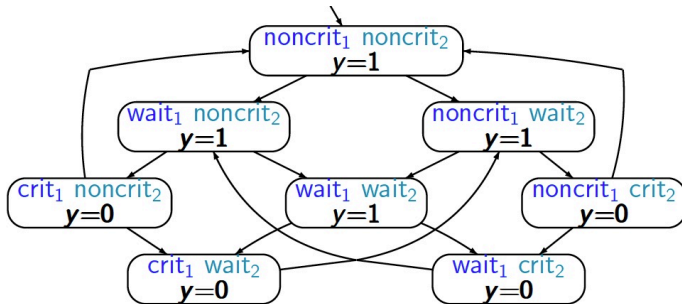 noncrit₁ noncrit₂
y=1
wait₁ noncrit₂
y=1
noncrit₁ wait₂
y=1
crit₁ noncrit₂
y=0
wait₁ wait₂
y=1
noncrit₁ crit₂
y=0
crit₁ wait₂
y=0
wait₁ crit₂
y=0